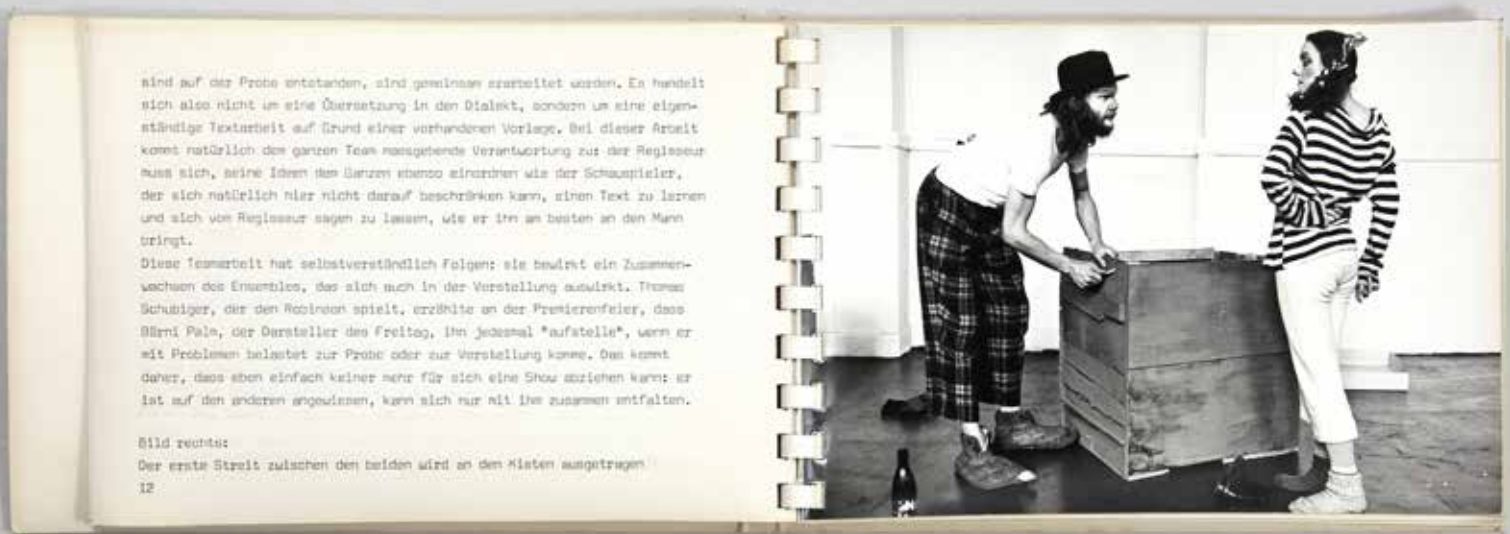 sind auf der Probe entstanden, sind gemeinsam erarbeitet worden. Es handelt
sich also nicht um eine Übersetzung in den Dialekt, sondern um eine eigen-
ständige Textarbeit auf Grund einer vorhandenen Vorlage. Bei dieser Arbeit
kommt natürlich dem ganzen Team massgebende Verantwortung zu: der Regisseur
muss sich, seine Ideen dem Ganzen ebenso einordnen wie der Schauspieler,
der sich natürlich hier nicht darauf beschränken kann, einen Text zu lernen
und sich vom Regisseur sagen zu lassen, wie er ihn am besten an den Mann
bringt.
Diese Teamarbeit hat selbstverständlich Folgen: sie bewirkt ein Zusammen-
wachsen des Ensembles, das sich auch in der Vorstellung auswirkt. Thomas
Schubiger, der den Robinson spielt, erzählte an der Premierenfeier, dass
Bärni Palm, der Darsteller des Freitag, ihn jedesmal "aufstelle", wenn er
mit Problemen belastet zur Probe oder zur Vorstellung komme. Das kommt
daher, dass eben einfach keiner mehr für sich eine Show abziehen kann: er
ist auf den anderen angewiesen, kann sich nur mit ihm zusammen entfalten.
Bild rechts:
Der erste Streit zwischen den beiden wird an den Kisten ausgetragen
12